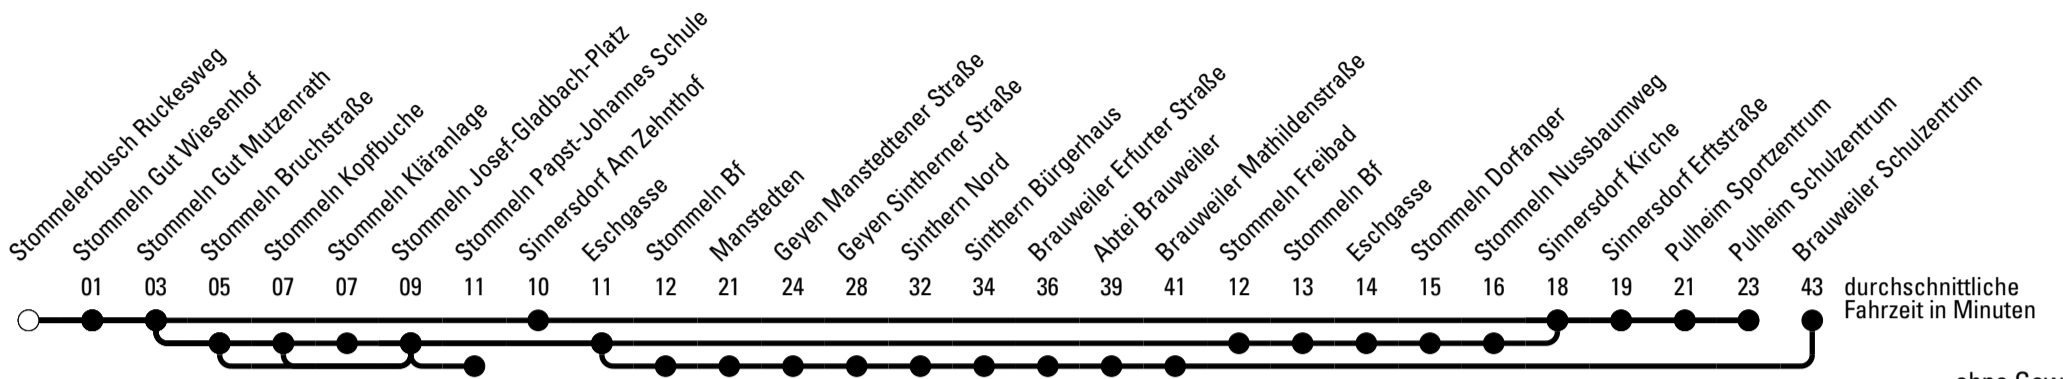 Stommelerbusch Ruckesweg
Stommeln Gut Wiesenhof
Stommeln Gut Mutzenrath
Stommeln Bruchstraße
Stommeln Kopfbuche
Stommeln Kläranlage
Stommeln Josef-Gladbach-Platz
Stommeln Papst-Johannes Schule
Sinnersdorf Am Zehnthof
Eschgasse
Stommeln Bf
Manstedten
Geyen Manstedtener Straße
Geyen Sintherner Straße
Sinthern Nord
Sinthern Bürgerhaus
Brauweiler Erfurter Straße
Abtei Brauweiler
Brauweiler Mathildenstraße
Stommeln Freibad
Stommeln Bf
Eschgasse
Stommeln Dorfanger
Stommeln Nussbaumweg
Sinnersdorf Kirche
Sinnersdorf Erftstraße
Pulheim Sportzentrum
Pulheim Schulzentrum
Brauweiler Schulzentrum
01 03 05 07 07 09 11 10 11 12 21 24 28 32 34 36 39 41 12 13 14 15 16 18 19 21 23 43 durchschnittliche
Fahrzeit in Minuten